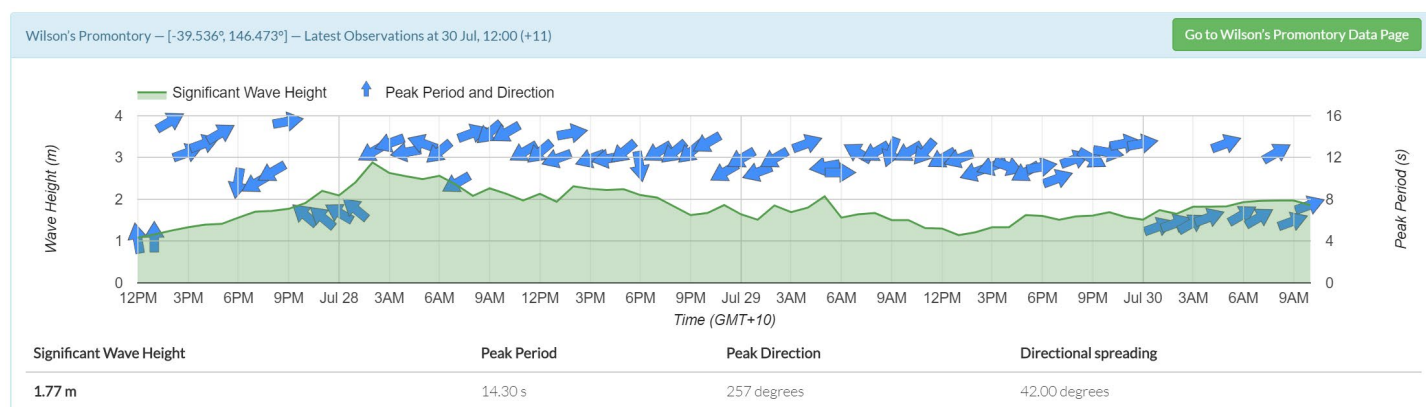 Wilson's Promontory — [-39.536°, 146.473°] — Latest Observations at 30 Jul, 12:00 (+11)
Go to Wilson's Promontory Data Page
Significant Wave Height
Peak Period and Direction
Wave Height (m)
4
3
2
1
0
16
12
8
4
0
Peak Period (s)
12PM 3PM 6PM 9PM Jul 28 3AM 6AM 9AM 12PM 3PM 6PM 9PM Jul 29 3AM 6AM 9AM 12PM 3PM 6PM 9PM Jul 30 3AM 6AM 9AM
Time (GMT+10)
Significant Wave Height Peak Period Peak Direction Directional spreading
1.77 m 14.30 s 257 degrees 42.00 degrees